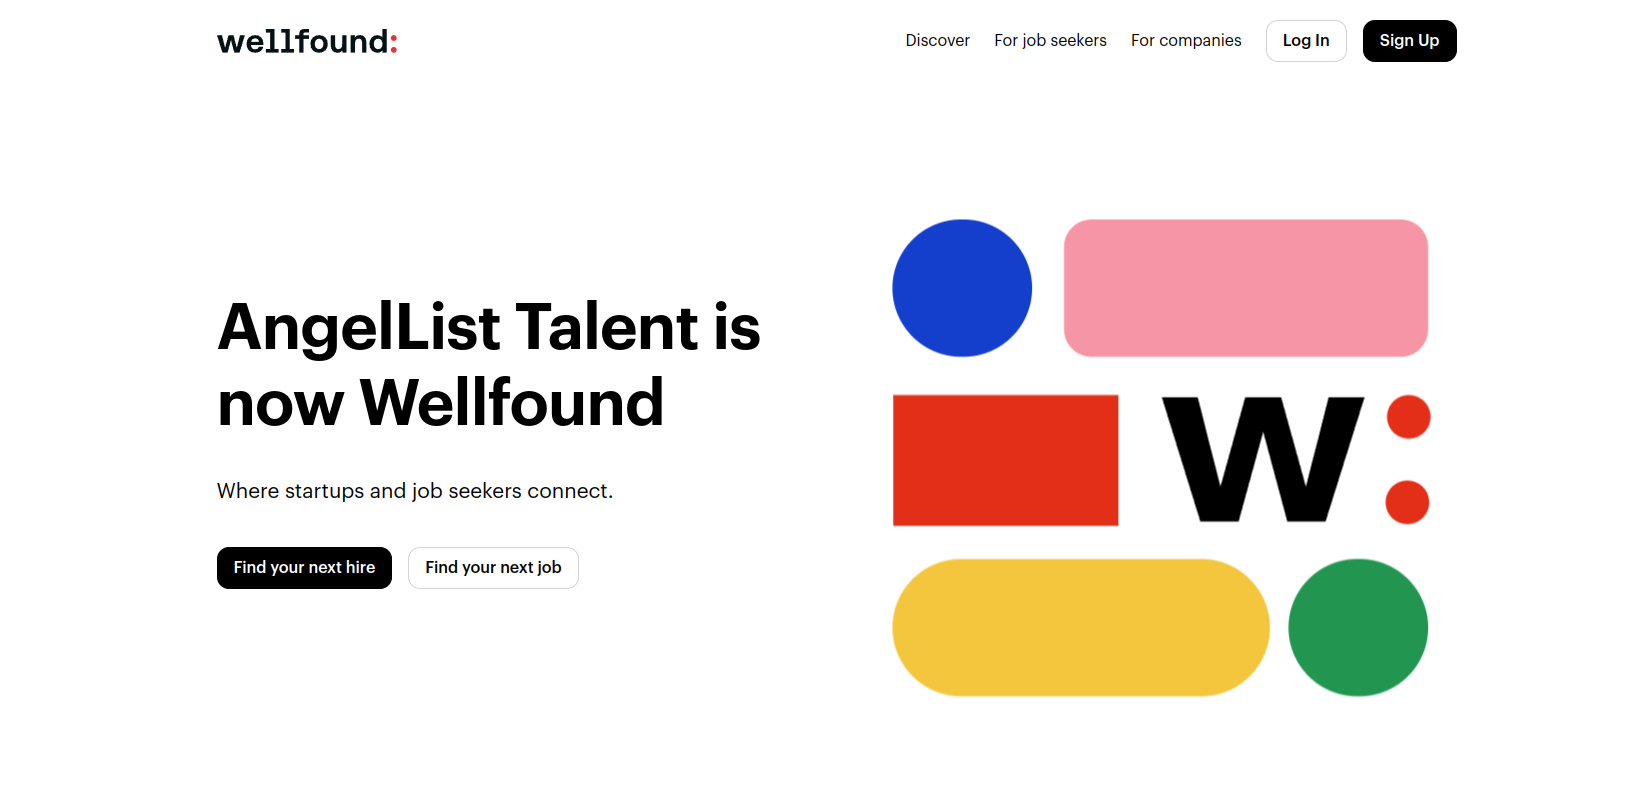 wellfound:
Discover
For job seekers
For companies
Log In
Sign Up
AngelList Talent is
now Wellfound
Where startups and job seekers connect.
Find your next hire
Find your next job
W: